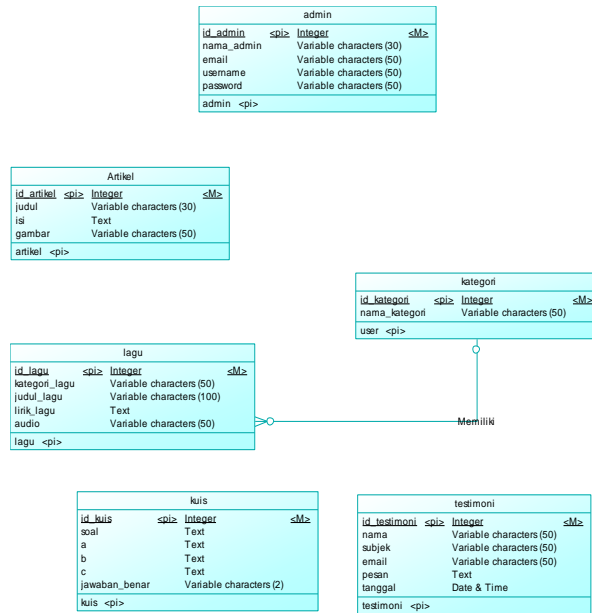 admin
id_admin <pi> Integer <M>
nama_admin Variable characters (30)
email Variable characters (50)
username Variable characters (50)
password Variable characters (50)
admin <pi>
Artikel
id_artikel <pi> Integer <M>
judul Variable characters (30)
isi Text
gambar Variable characters (50)
artikel <pi>
kategori
id_kategori <pi> Integer <M>
nama_kategori Variable characters (50)
user <pi>
lagu
id_lagu <pi> Integer <M>
kategori_lagu Variable characters (50)
judul_lagu Variable characters (100)
lirik_lagu Text
audio Variable characters (50)
lagu <pi>
Memiliki
kuis
id_kuis <pi> Integer <M>
soal Text
a Text
b Text
c Text
jawaban_benar Variable characters (2)
kuis <pi>
testimoni
id_testimoni <pi> Integer <M>
nama Variable characters (50)
subjek Variable characters (50)
email Variable characters (50)
pesan Text
tanggal Date & Time
testimoni <pi>